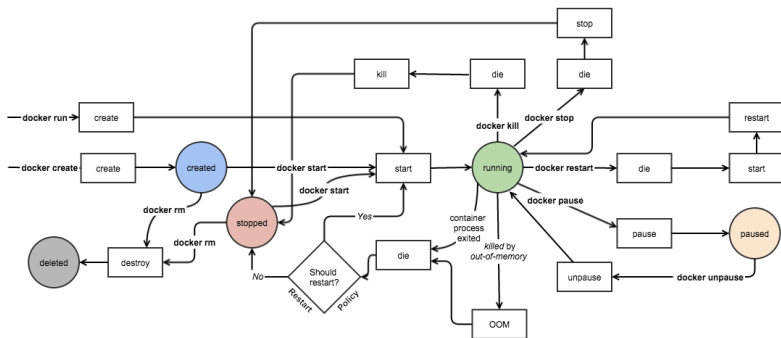 stop
kill
die
die
docker run
create
docker kill
docker stop
restart
docker create
create
created
docker start
start
running
docker restart
die
start
docker start
docker rm
stopped
docker pause
docker rm
Yes
container
process
exited
killed by
out-of-memory
pause
paused
deleted
destroy
No
Should
restart?
Restart
Policy
die
unpause
docker unpause
OOM